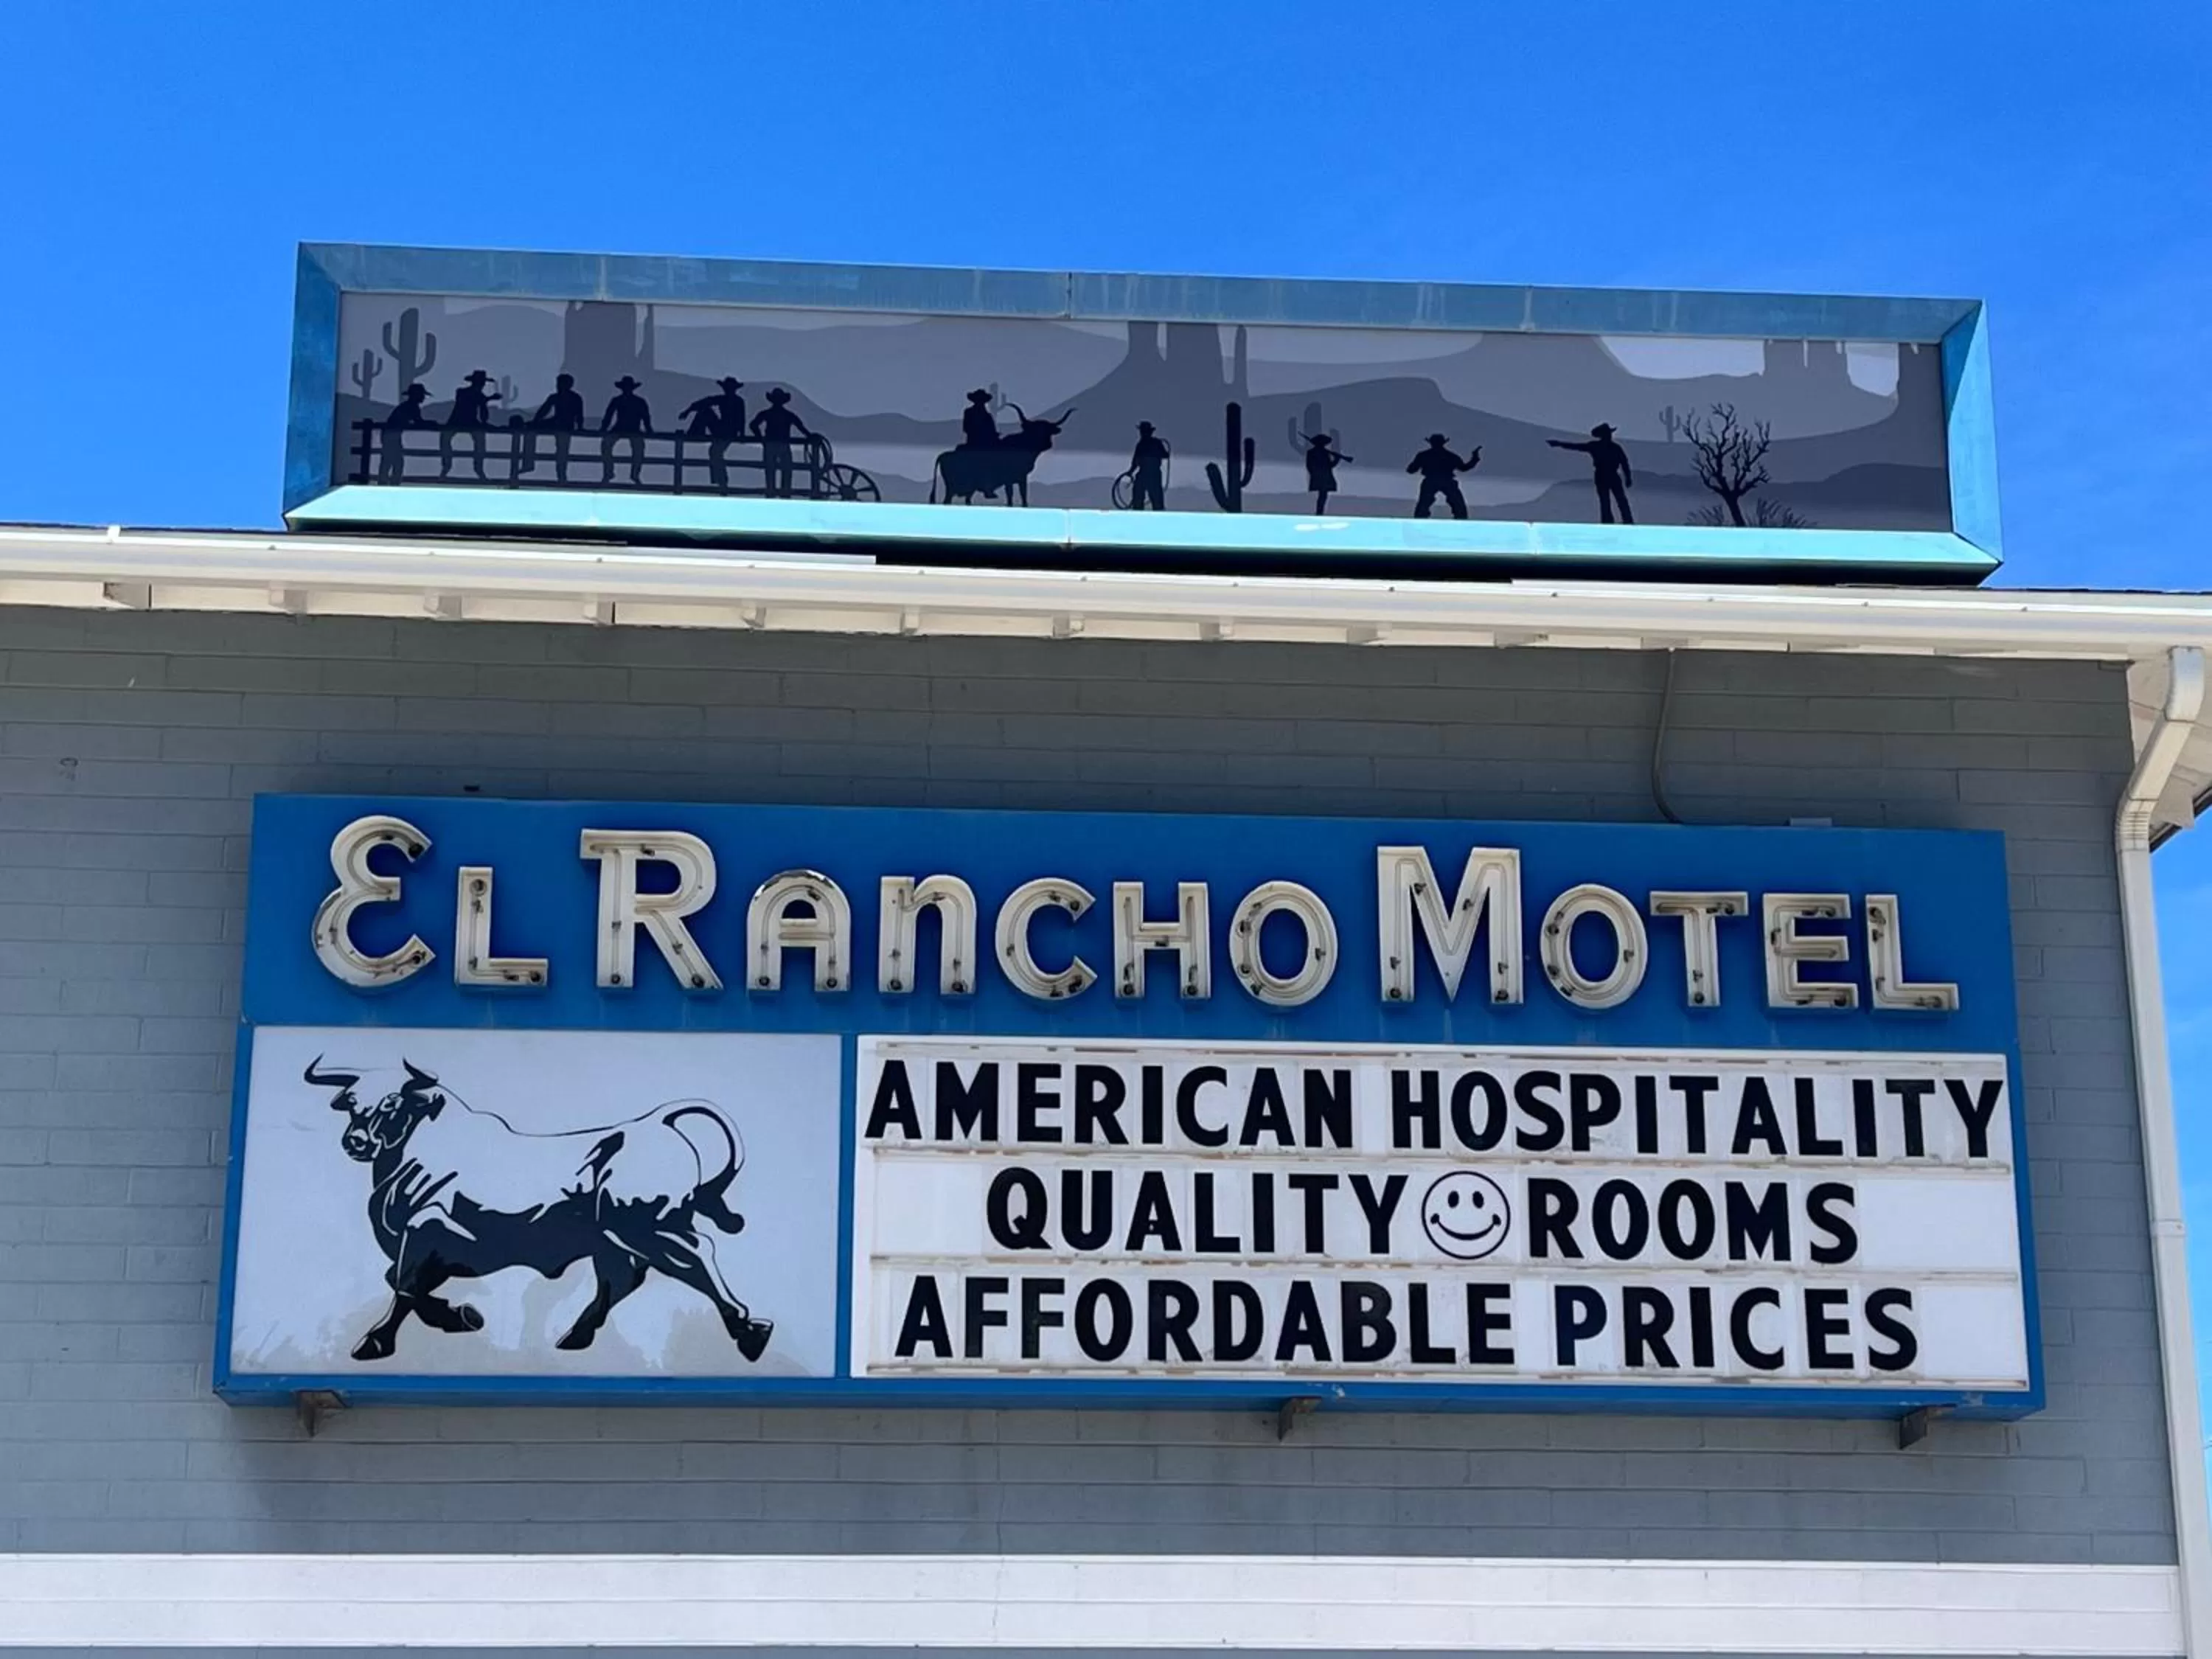 El Rancho Motel
AMERICAN HOSPITALITY
QUALITY ROOMS
AFFORDABLE PRICES